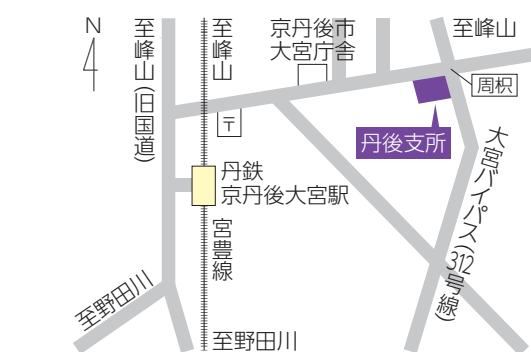 N
至峰山(旧国道)
至峰山
京丹後市
大宮庁舎
至峰山
周枳
〒
丹後支所
丹鉄
京丹後大宮駅
宮豊線
大宮バイパス(312号線)
至野田川
至野田川